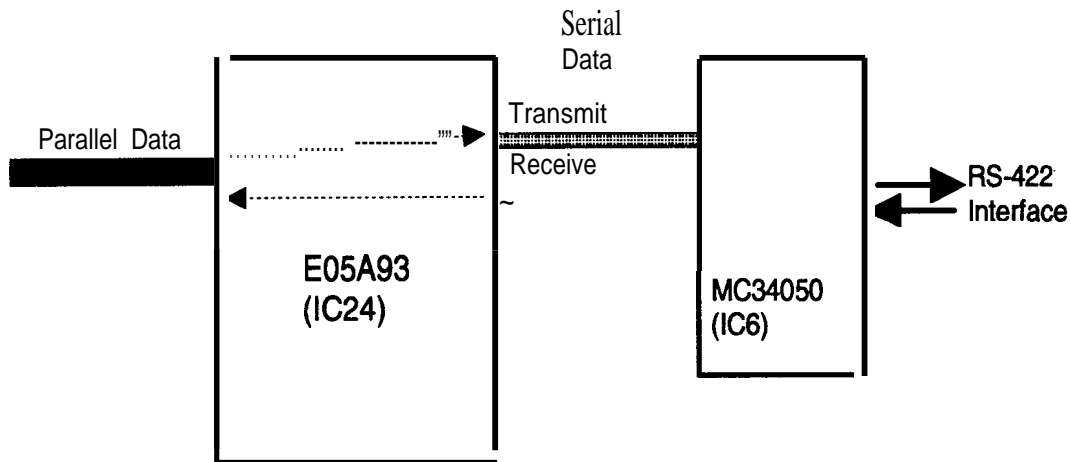 Serial
Data
Transmit
Parallel Data
Receive
RS-422
Interface
E05A93
(IC24)
MC34050
(IC6)